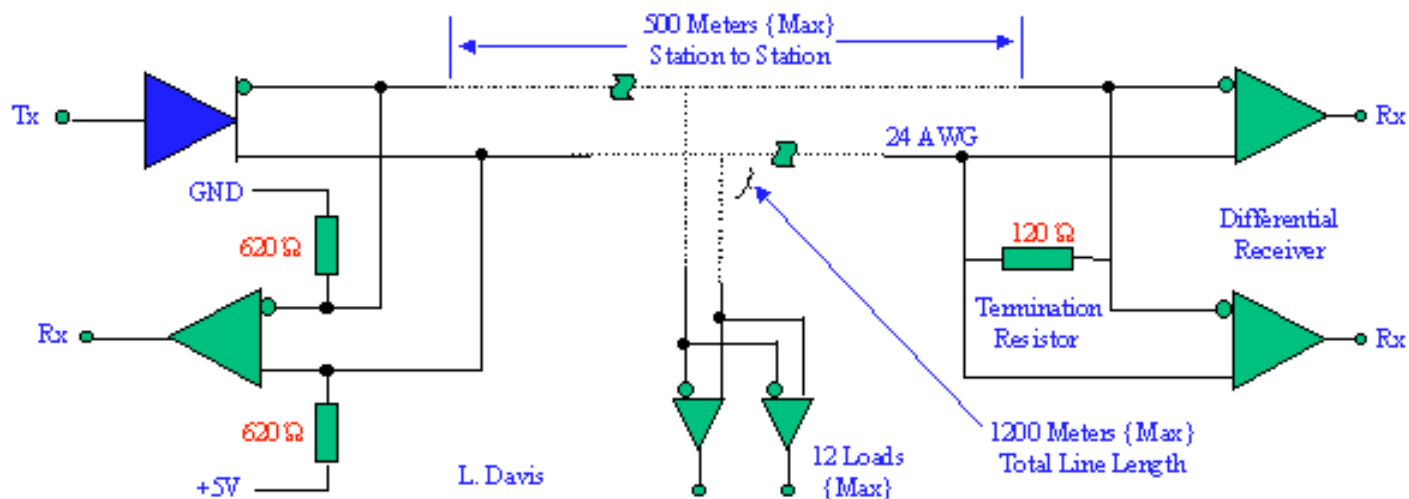 500 Meters {Max}
Station to Station
Tx
Rx
24 AWG
GND
620 Ω
120 Ω
Differential
Receiver
Rx
Termination
Resistor
Rx
620 Ω
+5V
L. Davis
12 Loads
{Max}
1200 Meters {Max}
Total Line Length